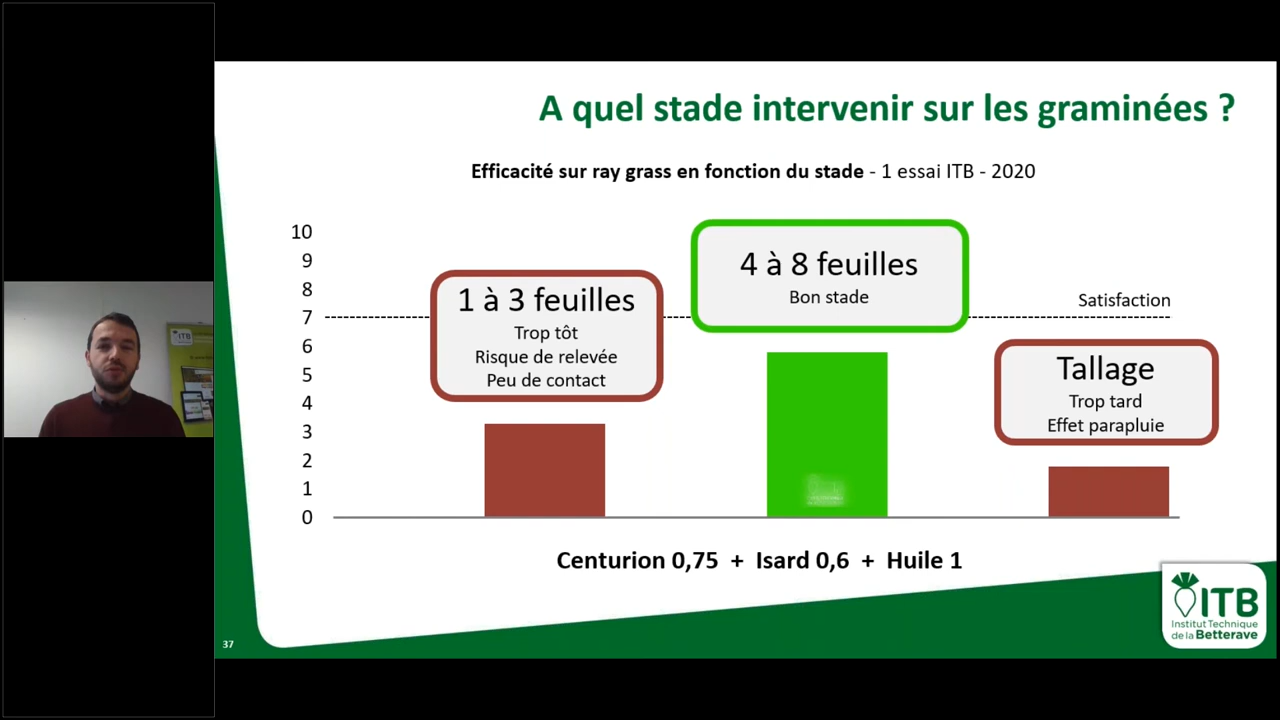 A quel stade intervenir sur les graminées ?
Efficacité sur ray grass en fonction du stade - 1 essai ITB - 2020
10
9
8
7
6
5
4
3
2
1
0
1 à 3 feuilles
Trop tôt
Risque de relevée
Peu de contact
4 à 8 feuilles
Bon stade
Satisfaction
Tallage
Trop tard
Effet parapluie
Centurion 0,75 + Isard 0,6 + Huile 1
37
ITB
Institut Technique
de la Betterave
ITB